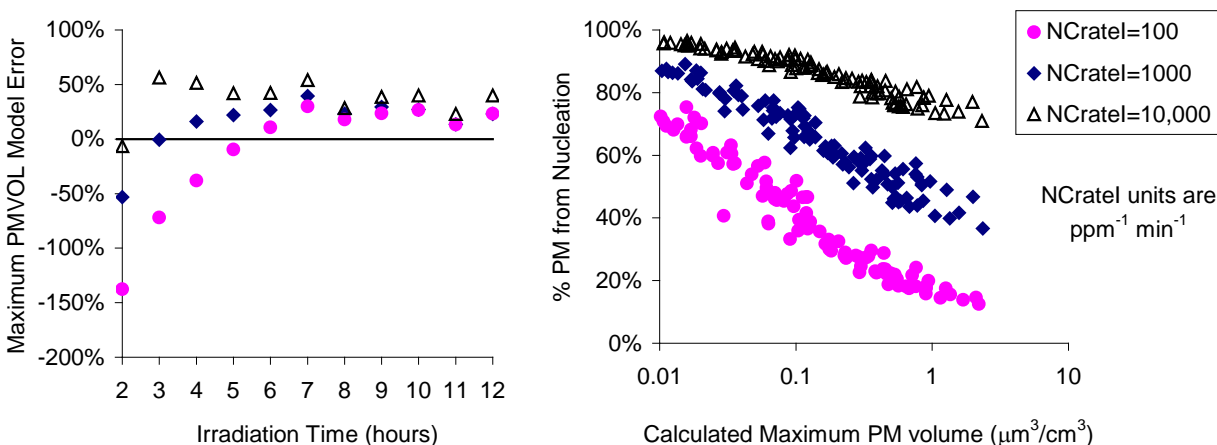 Maximum PMVOL Model Error
100%
50%
0%
-50%
-100%
-150%
-200%
2 3 4 5 6 7 8 9 10 11 12
Irradiation Time (hours)
% PM from Nucleation
100%
80%
60%
40%
20%
0%
0.01 0.1 1 10
Calculated Maximum PM volume (μm³/cm³)
NCrateI=100
NCrateI=1000
NCrateI=10,000
NCrateI units are
ppm⁻¹ min⁻¹